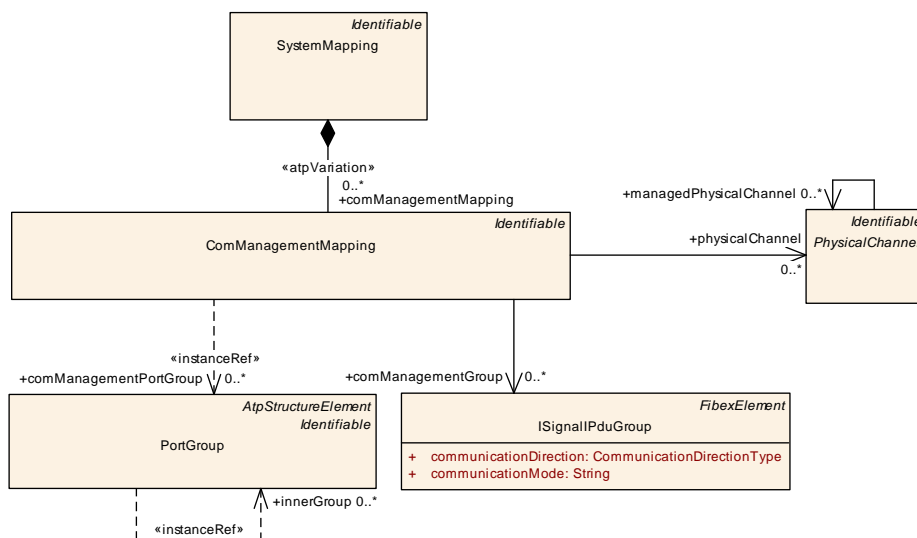 Identifiable
SystemMapping
«atpVariation»
0..*
+comManagementMapping
Identifiable
ComManagementMapping
+managedPhysicalChannel 0..*
Identifiable
PhysicalChannel
+physicalChannel
0..*
«instanceRef»
+comManagementPortGroup 0..*
+comManagementGroup 0..*
AtpStructureElement
Identifiable
PortGroup
FibexElement
ISignalIPduGroup
+ communicationDirection: CommunicationDirectionType
+ communicationMode: String
+innerGroup 0..*
«instanceRef»